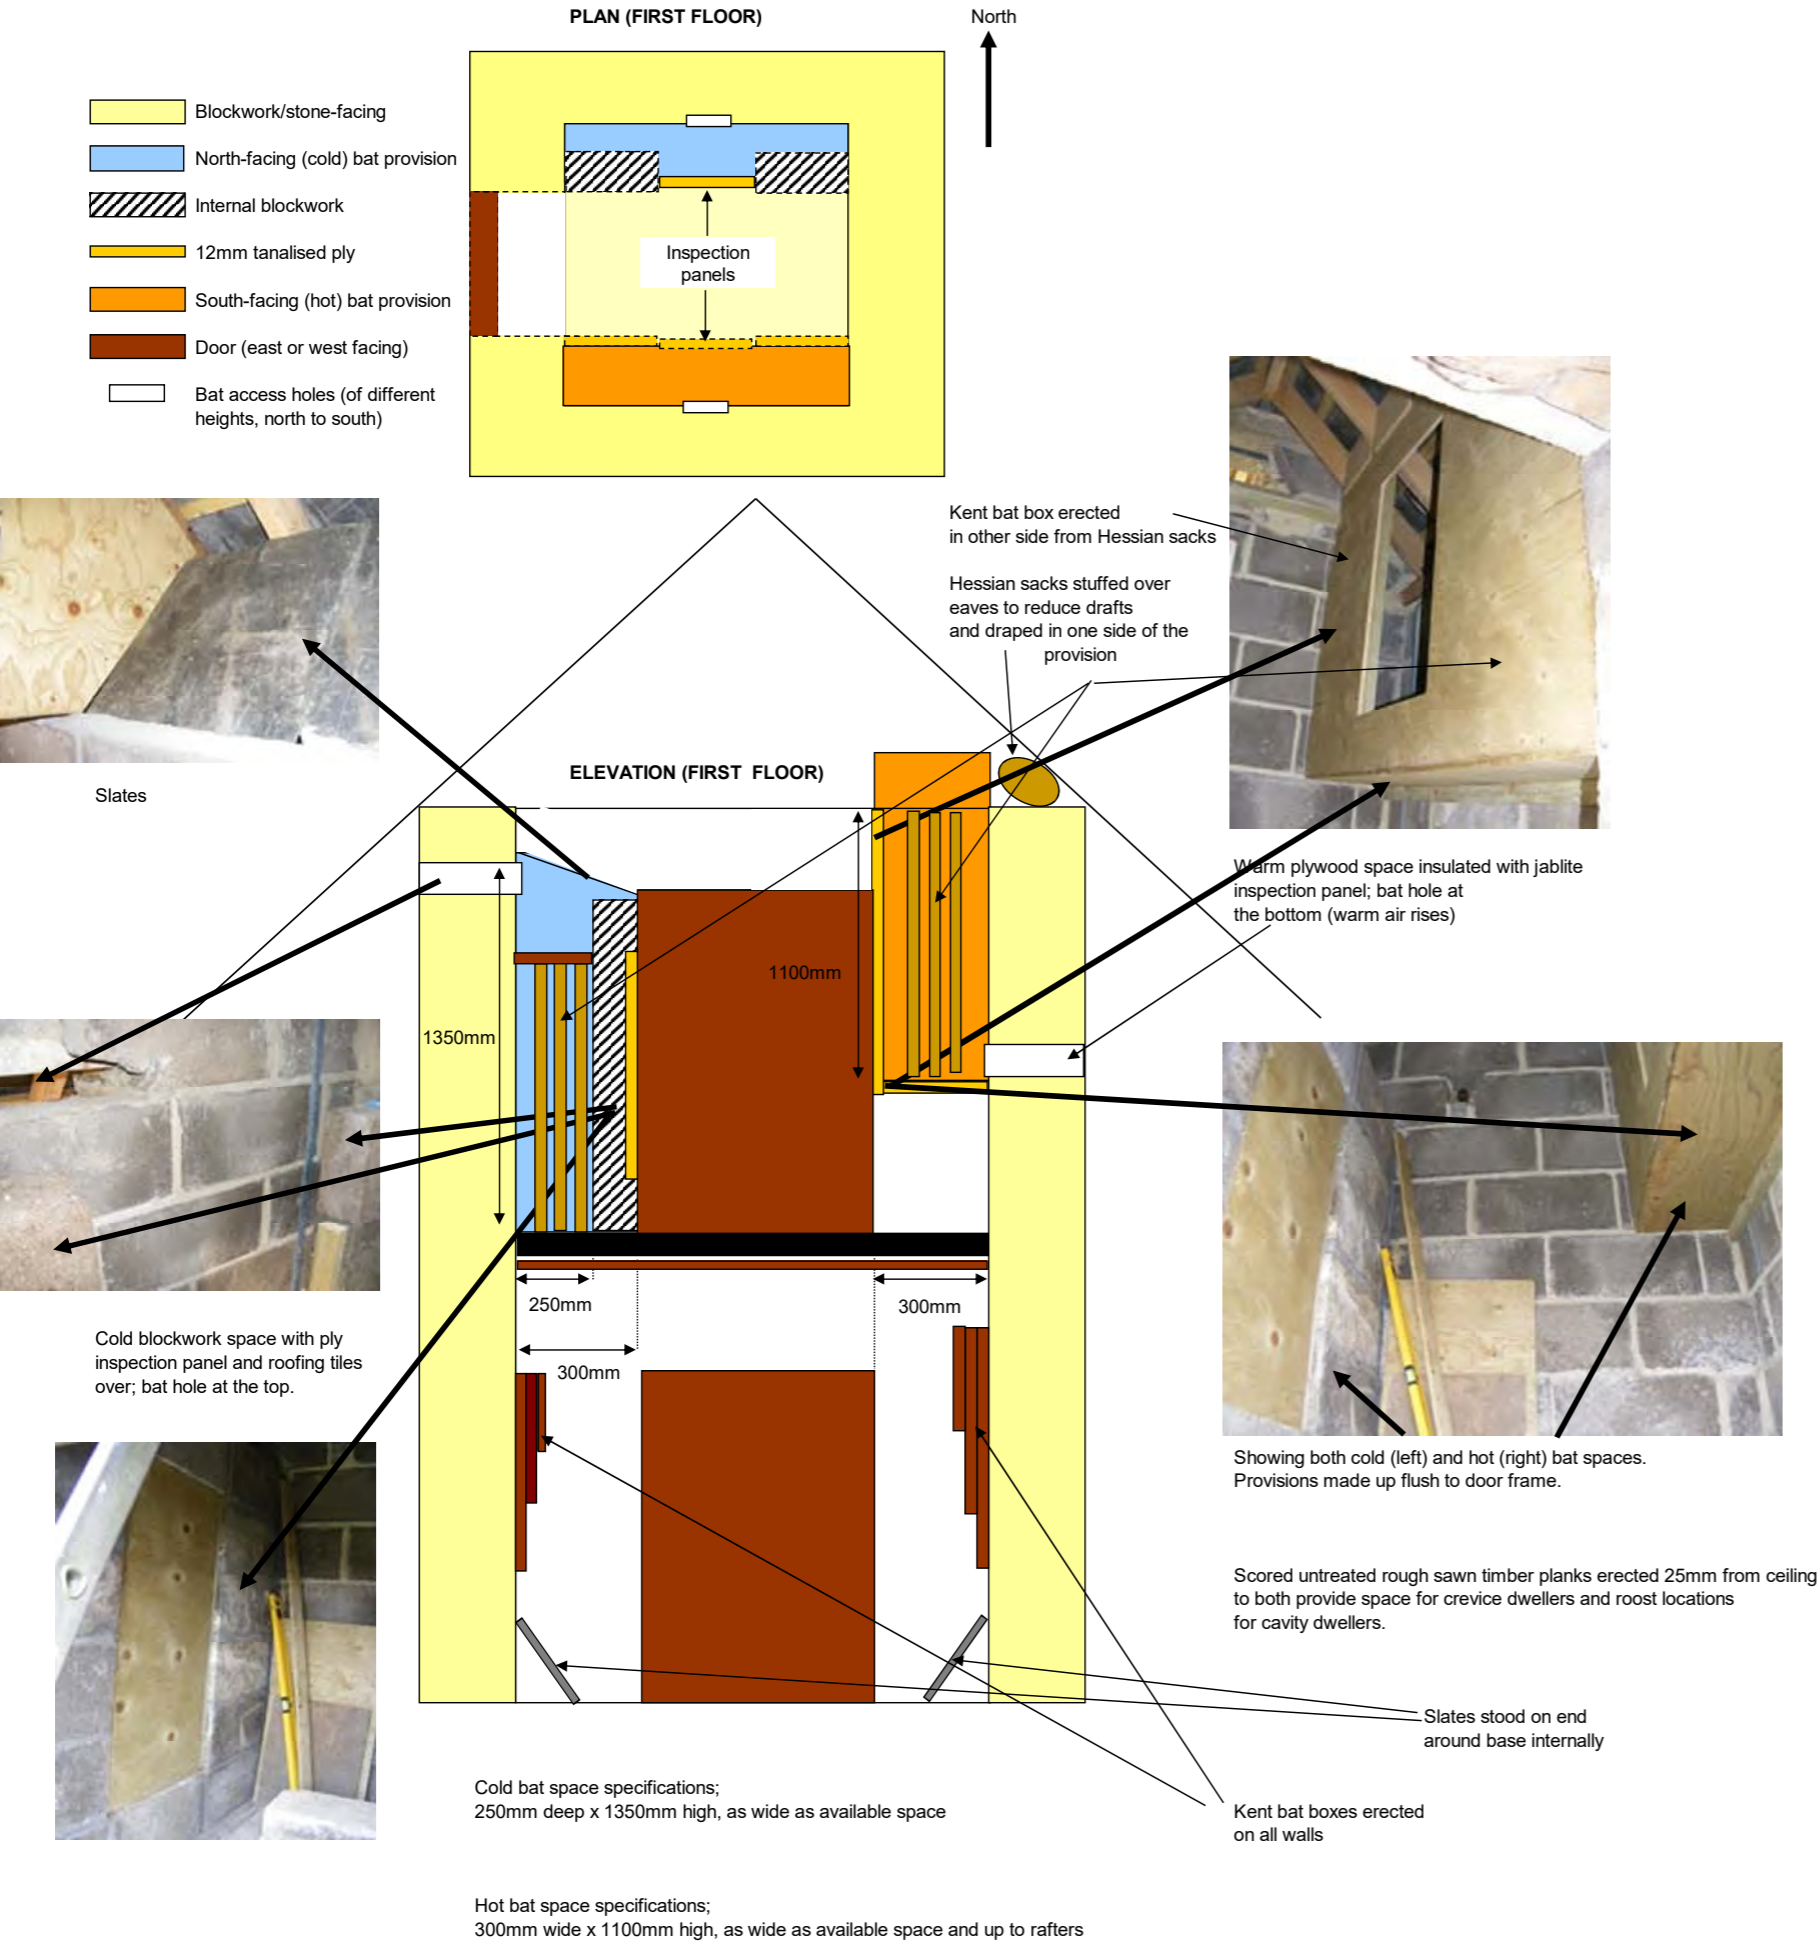 PLAN (FIRST FLOOR)
North
Blockwork/stone-facing
North-facing (cold) bat provision
Internal blockwork
12mm tanalised ply
South-facing (hot) bat provision
Door (east or west facing)
Bat access holes (of different
heights, north to south)
Inspection
panels
Kent bat box erected
in other side from Hessian sacks
Hessian sacks stuffed over
eaves to reduce drafts
and draped in one side of the
provision
ELEVATION (FIRST FLOOR)
Slates
Warm plywood space insulated with jablite
inspection panel; bat hole at
the bottom (warm air rises)
1100mm
1350mm
250mm
300mm
300mm
Cold blockwork space with ply
inspection panel and roofing tiles
over; bat hole at the top.
Showing both cold (left) and hot (right) bat spaces.
Provisions made up flush to door frame.
Scored untreated rough sawn timber planks erected 25mm from ceiling
to both provide space for crevice dwellers and roost locations
for cavity dwellers.
Slates stood on end
around base internally
Cold bat space specifications;
250mm deep x 1350mm high, as wide as available space
Kent bat boxes erected
on all walls
Hot bat space specifications;
300mm wide x 1100mm high, as wide as available space and up to rafters